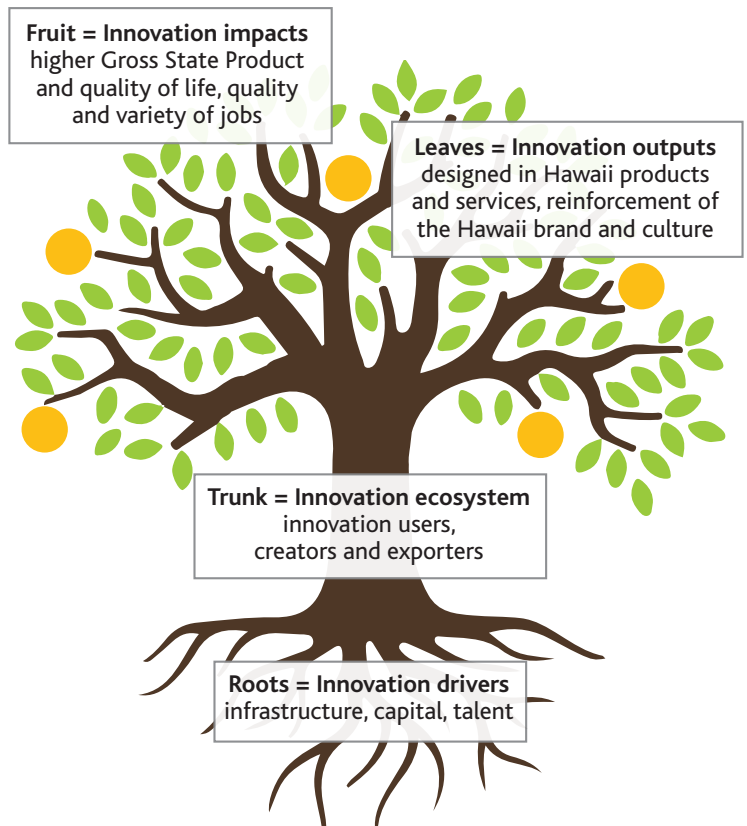 Fruit = Innovation impacts
higher Gross State Product
and quality of life, quality
and variety of jobs
Leaves = Innovation outputs
designed in Hawaii products
and services, reinforcement of
the Hawaii brand and culture
Trunk = Innovation ecosystem
innovation users,
creators and exporters
Roots = Innovation drivers
infrastructure, capital, talent